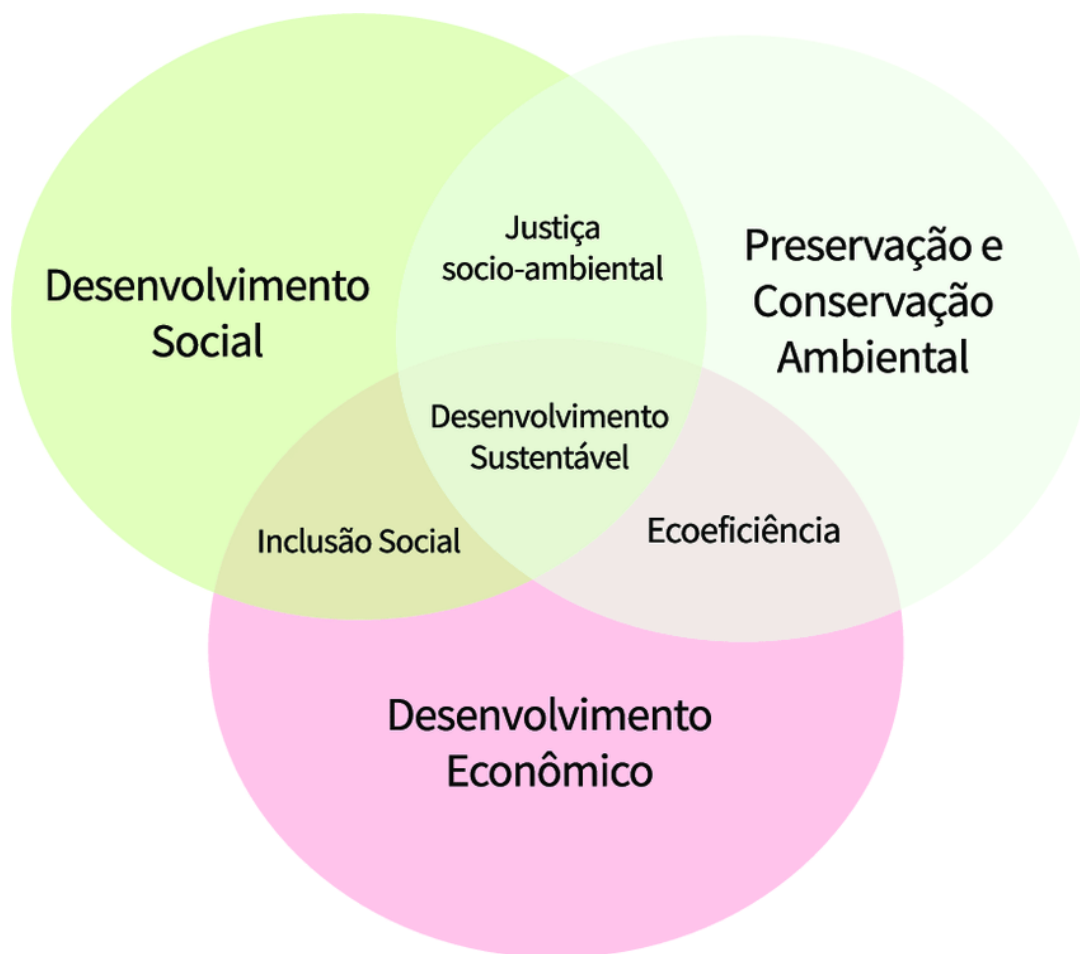 Justiça
socio-ambiental
Desenvolvimento
Social
Preservação e
Conservação
Ambiental
Desenvolvimento
Sustentável
Inclusão Social
Ecoeficiência
Desenvolvimento
Econômico